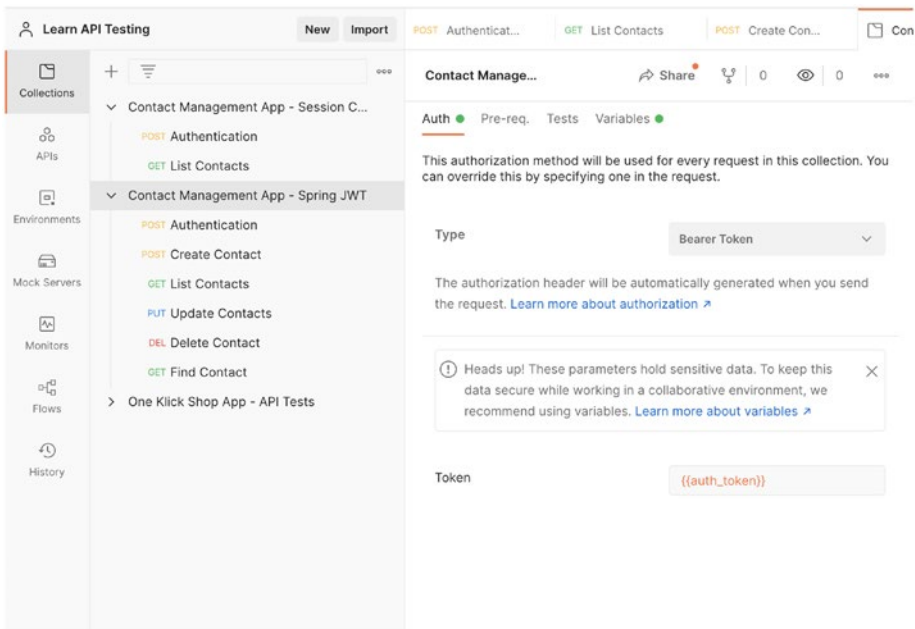 Learn API Testing
New
Import
Collections
APIs
Environments
Mock Servers
Monitors
Flows
History
Contact Management App - Session C...
POST Authentication
GET List Contacts
Contact Management App - Spring JWT
POST Authentication
POST Create Contact
GET List Contacts
PUT Update Contacts
DEL Delete Contact
GET Find Contact
One Klick Shop App - API Tests
POST Authenticat...
GET List Contacts
POST Create Con...
Con
Contact Manage...
Share
0
0
Auth
Pre-req.
Tests
Variables
This authorization method will be used for every request in this collection. You
can override this by specifying one in the request.
Type
Bearer Token
The authorization header will be automatically generated when you send
the request. Learn more about authorization ↗
Heads up! These parameters hold sensitive data. To keep this
data secure while working in a collaborative environment, we
recommend using variables. Learn more about variables ↗
Token
{{auth_token}}